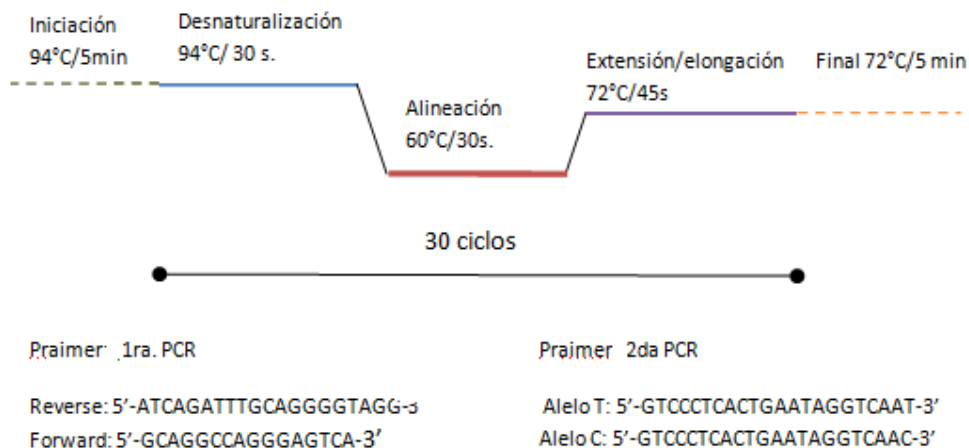 Iniciación
94°C/5min
Desnaturalización
94°C/ 30 s.
Alineación
60°C/30s.
Extensión/elongación
72°C/45s
Final 72°C/5 min
30 ciclos
Praimer 1ra. PCR
Reverse: 5’-ATCAGATTTGCAGGGGTAGG-3
Forward: 5’-GCAGGCCAGGGAGTCA-3’
Praimer 2da PCR
Alelo T: 5’-GTCCCTCACTGAATAGGTCAAT-3’
Alelo C: 5’-GTCCCTCACTGAATAGGTCAAC-3’